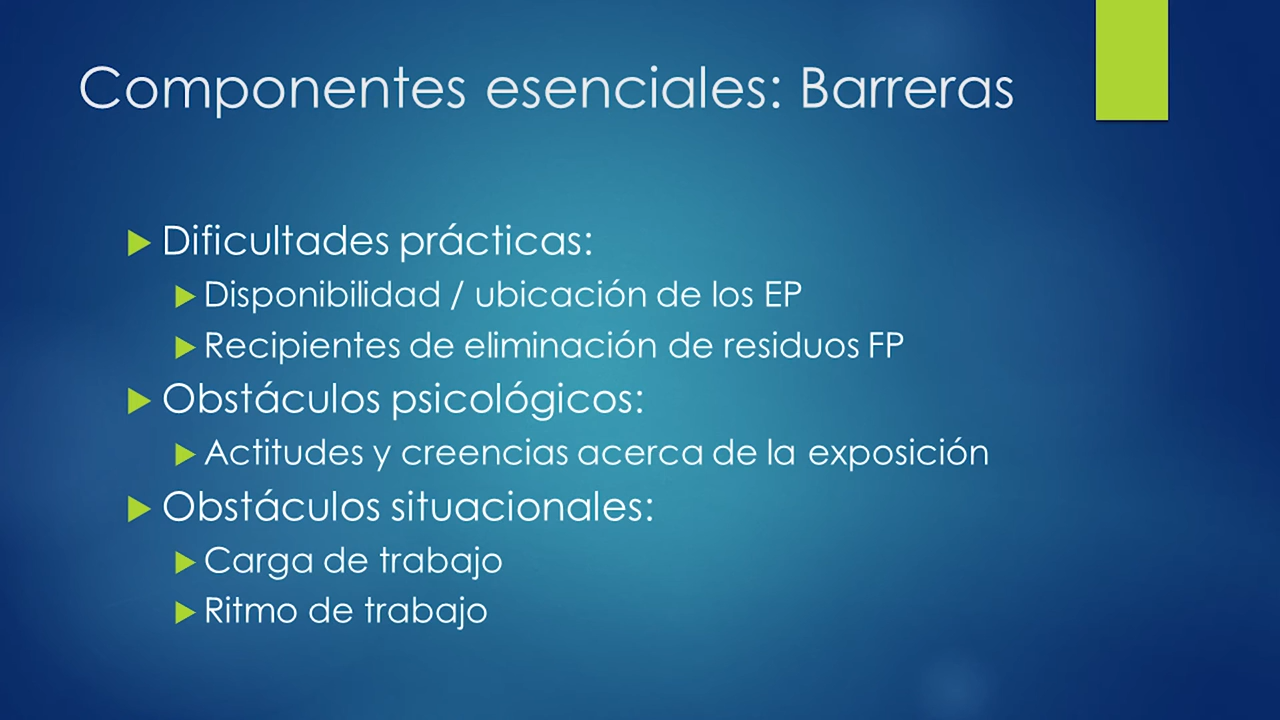 Componentes esenciales: Barreras
Dificultades prácticas:
Disponibilidad / ubicación de los EP
Recipientes de eliminación de residuos FP
Obstáculos psicológicos:
Actitudes y creencias acerca de la exposición
Obstáculos situacionales:
Carga de trabajo
Ritmo de trabajo